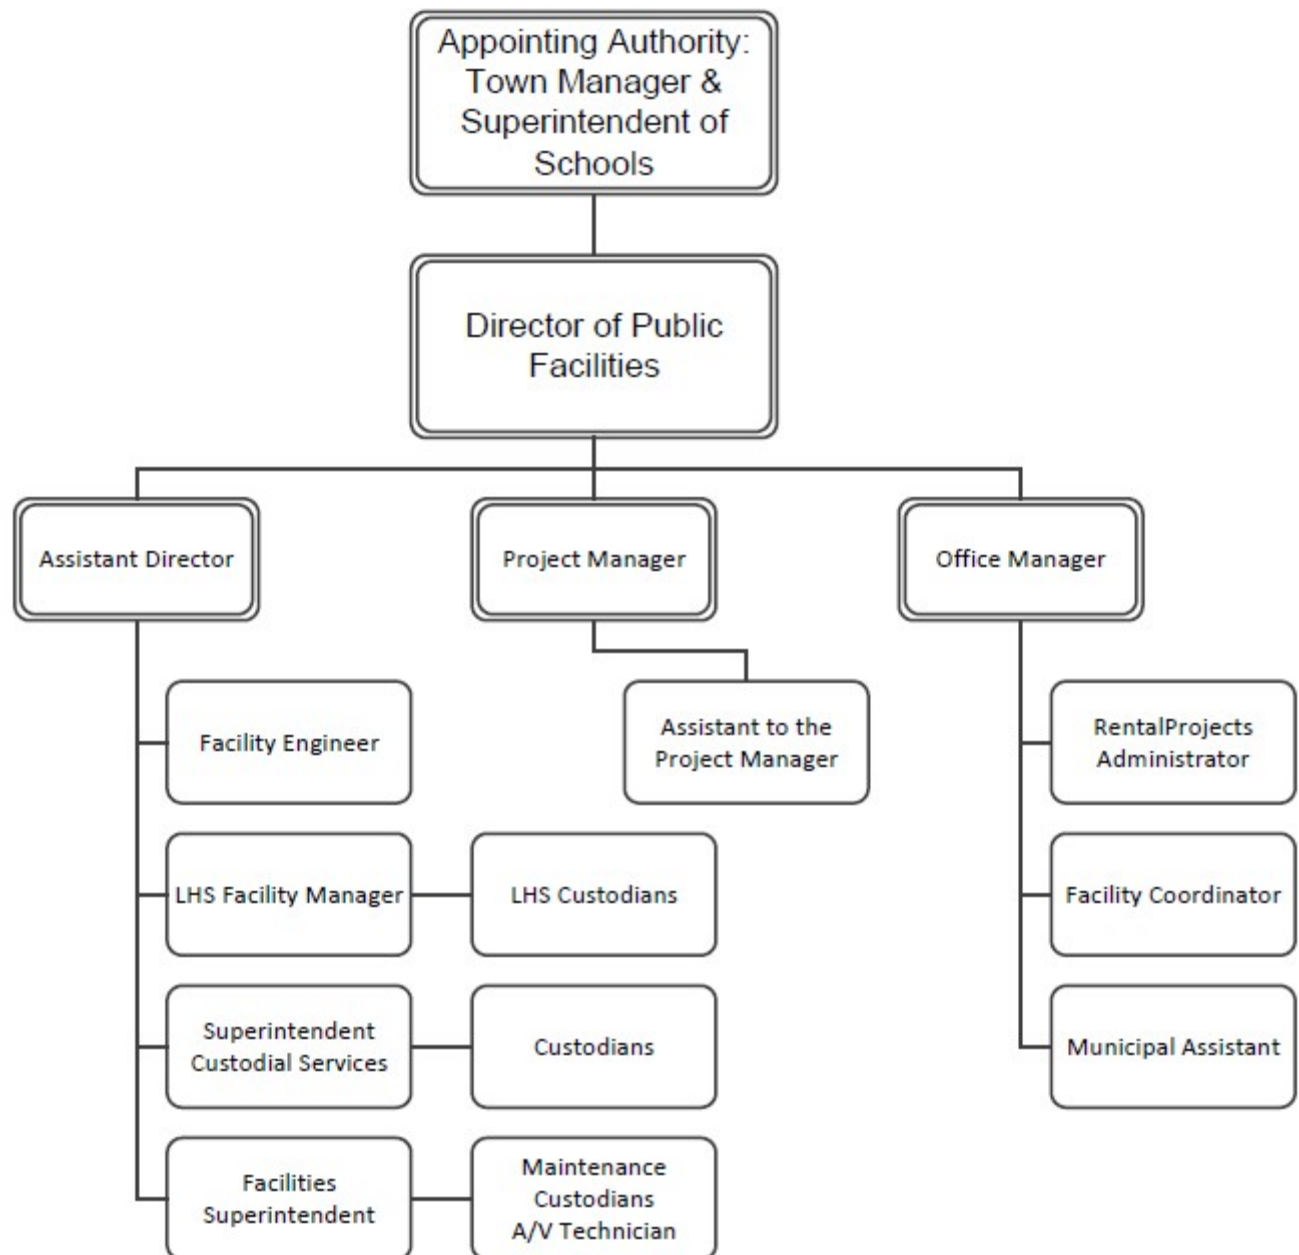 Appointing Authority:
Town Manager &
Superintendent of
Schools
Director of Public
Facilities
Assistant Director
Project Manager
Office Manager
Facility Engineer
Assistant to the
Project Manager
RentalProjects
Administrator
LHS Facility Manager
LHS Custodians
Facility Coordinator
Superintendent
Custodial Services
Custodians
Municipal Assistant
Facilities
Superintendent
Maintenance
Custodians
A/V Technician